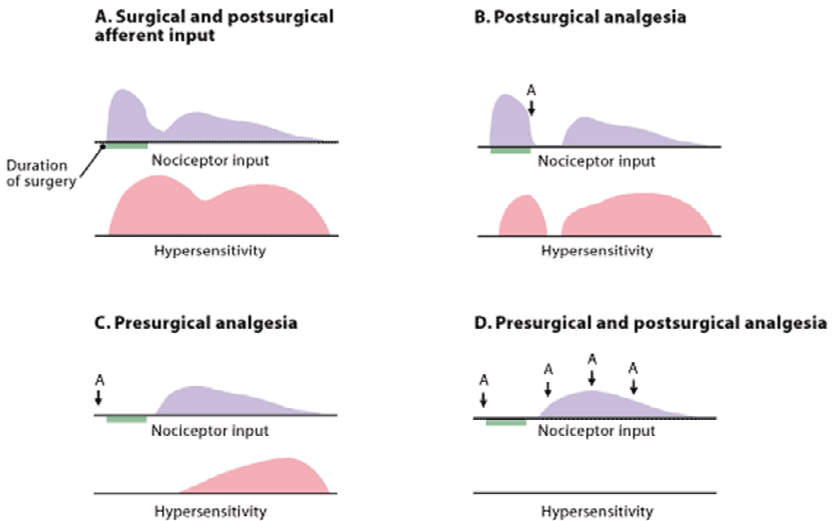 A. Surgical and postsurgical
afferent input
Duration
of surgery
Nociceptor input
Hypersensitivity
B. Postsurgical analgesia
A
Nociceptor input
Hypersensitivity
C. Presurgical analgesia
A
Nociceptor input
Hypersensitivity
D. Presurgical and postsurgical analgesia
A
A
A
A
Nociceptor input
Hypersensitivity